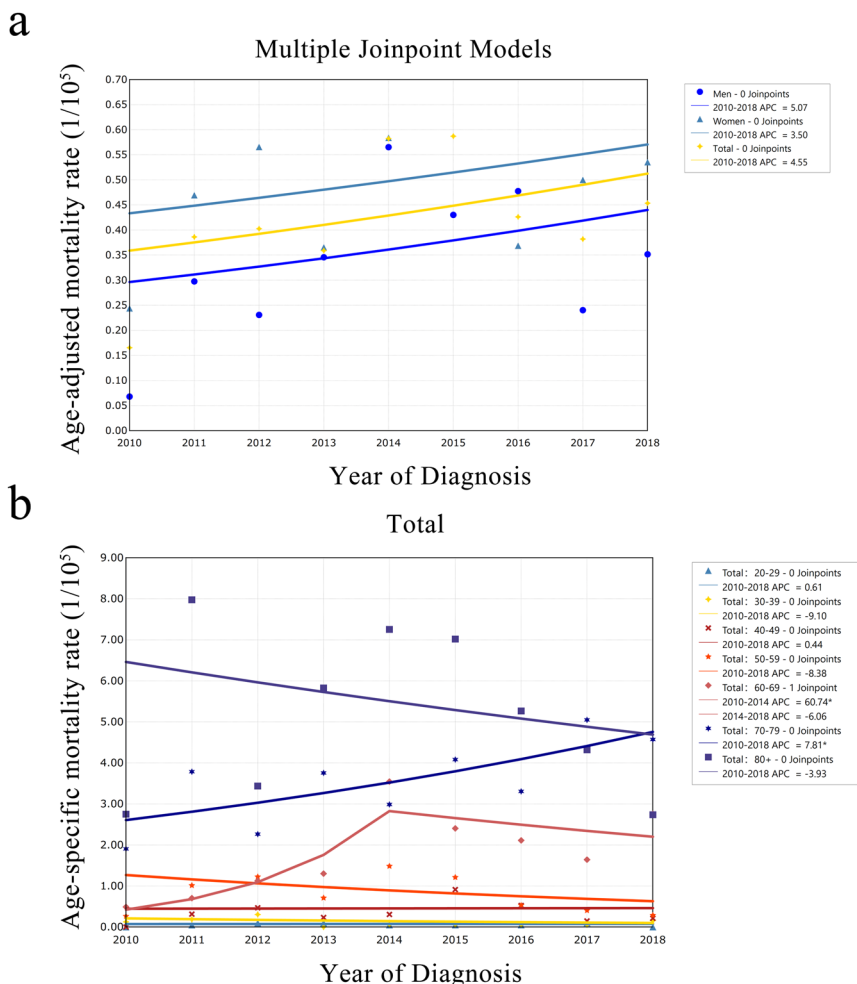 a
Multiple Joinpoint Models
Age-adjusted mortality rate (1/10⁵)
0.70
0.65
0.60
0.55
0.50
0.45
0.40
0.35
0.30
0.25
0.20
0.15
0.10
0.05
0.00
2010 2011 2012 2013 2014 2015 2016 2017 2018
Year of Diagnosis
Men - 0 Joinpoints
2010-2018 APC = 5.07
Women - 0 Joinpoints
2010-2018 APC = 3.50
Total - 0 Joinpoints
2010-2018 APC = 4.55
b
Total
Age-specific mortality rate (1/10⁵)
9.00
8.00
7.00
6.00
5.00
4.00
3.00
2.00
1.00
0.00
2010 2011 2012 2013 2014 2015 2016 2017 2018
Year of Diagnosis
Total: 20-29 - 0 Joinpoints
2010-2018 APC = 0.61
Total: 30-39 - 0 Joinpoints
2010-2018 APC = -9.10
Total: 40-49 - 0 Joinpoints
2010-2018 APC = 0.44
Total: 50-59 - 0 Joinpoints
2010-2018 APC = -8.38
Total: 60-69 - 1 Joinpoint
2010-2014 APC = 60.74*
2014-2018 APC = -6.06
Total: 70-79 - 0 Joinpoints
2010-2018 APC = 7.81*
Total: 80+ - 0 Joinpoints
2010-2018 APC = -3.93